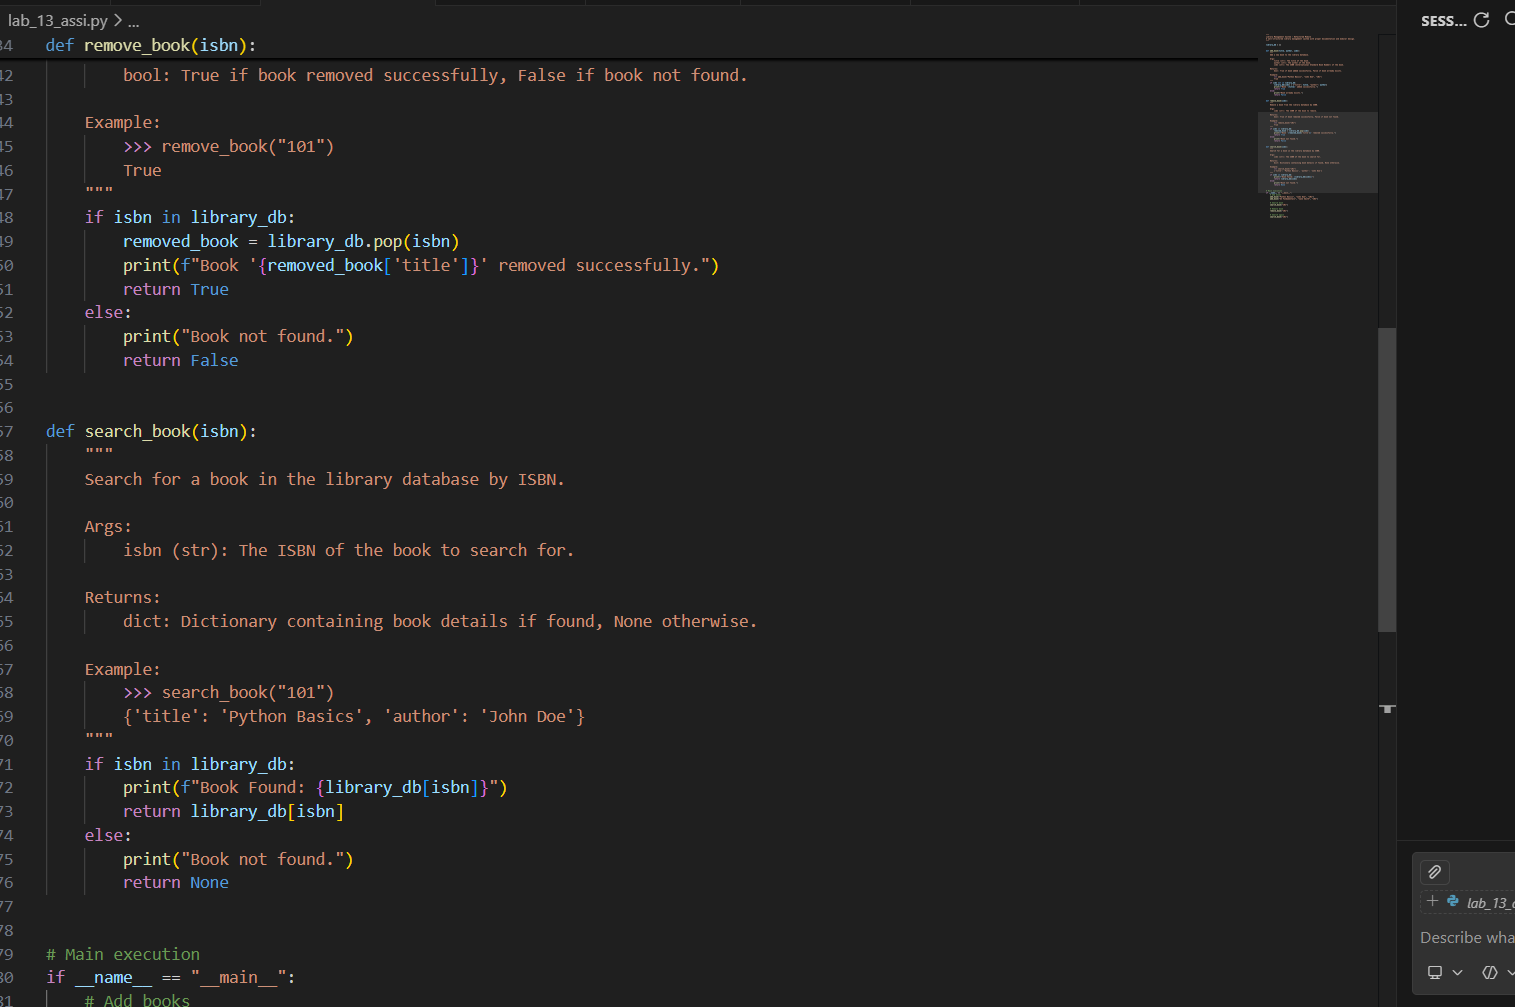 lab_13_assi.py > ...
SESS...
34 def remove_book(isbn):
42 bool: True if book removed successfully, False if book not found.
43
44 Example:
45 >>> remove_book("101")
46 True
47 """
48 if isbn in library_db:
49 removed_book = library_db.pop(isbn)
50 print(f"Book '{removed_book['title']}' removed successfully.")
51 return True
52 else:
53 print("Book not found.")
54 return False
55
56
57 def search_book(isbn):
58 """
59 Search for a book in the library database by ISBN.
60
61 Args:
62 isbn (str): The ISBN of the book to search for.
63
64 Returns:
65 dict: Dictionary containing book details if found, None otherwise.
66
67 Example:
68 >>> search_book("101")
69 {'title': 'Python Basics', 'author': 'John Doe'}
70 """
71 if isbn in library_db:
72 print(f"Book Found: {library_db[isbn]}")
73 return library_db[isbn]
74 else:
75 print("Book not found.")
76 return None
77
78
79 # Main execution
80 if __name__ == "__main__":
81 # Add books
lab_13_
Describe wha